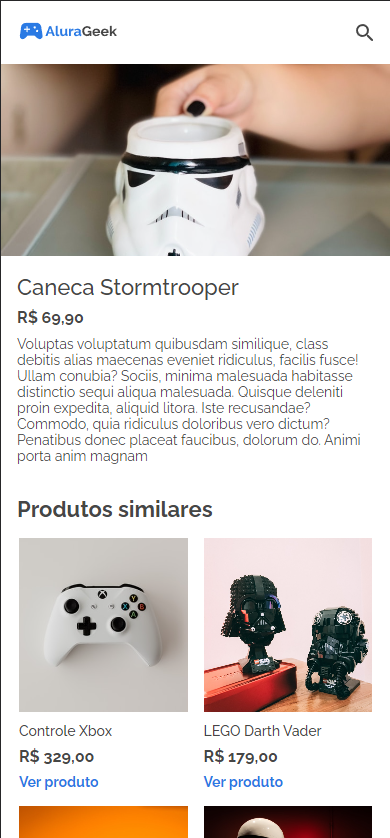 AluraGeek
Caneca Stormtrooper
R$ 69,90
Voluptas voluptatum quibusdam similique, class
debitis alias maecenas eveniet ridiculus, facilis fusce!
Ullam conubia? Sociis, minima malesuada habitasse
distinctio sequi aliqua malesuada. Quisque deleniti
proin expedita, aliquid litora. Iste recusandae?
Commodo, quia ridiculus doloribus vero dictum?
Penatibus donec placeat faucibus, dolorum do. Animi
porta anim magnam
Produtos similares
Controle Xbox
LEGO Darth Vader
R$ 329,00
R$ 179,00
Ver produto
Ver produto